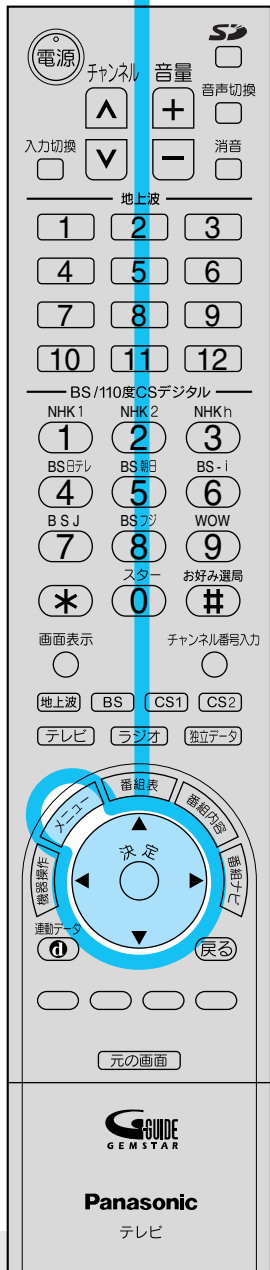 電源
SD
チャンネル 音量
音声切換
入力切換
消音
地上波
1 2 3
4 5 6
7 8 9
10 11 12
BS/110度CSデジタル
NHK1 NHK2 NHKh
1 2 3
BS日テレ BS朝日 BS-i
4 5 6
BSJ BSフジ WOW
7 8 9
スター お好み選局
* 0 #
画面表示 チャンネル番号入力
地上波 BS CS1 CS2
テレビ ラジオ 独立データ
機器操作 メニュー 番組表 番組内容 番組ナビ
決定
連動データ
d 戻る
元の画面
G-GUIDE
GEMSTAR
Panasonic
テレビ